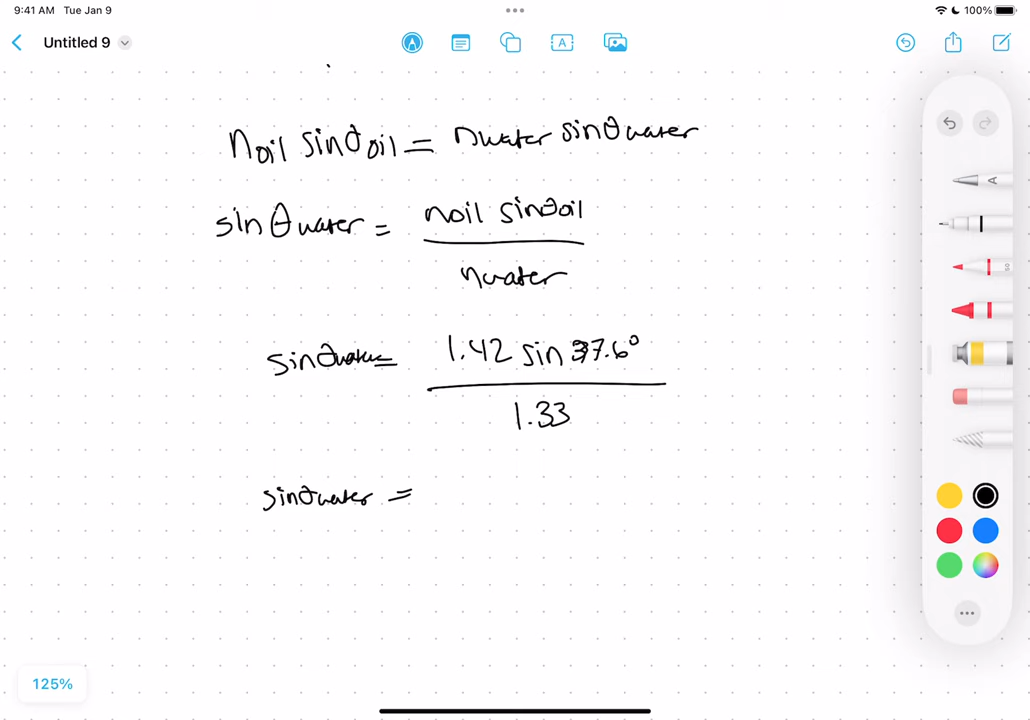 9:41 AM Tue Jan 9
100%
Untitled 9
A
A
50
noil sinθoil = nwater sinθwater
sinθwater = noil sinθoil
nwater
sinθwater = 1.42 sin 37.6°
1.33
sinθwater =
125%